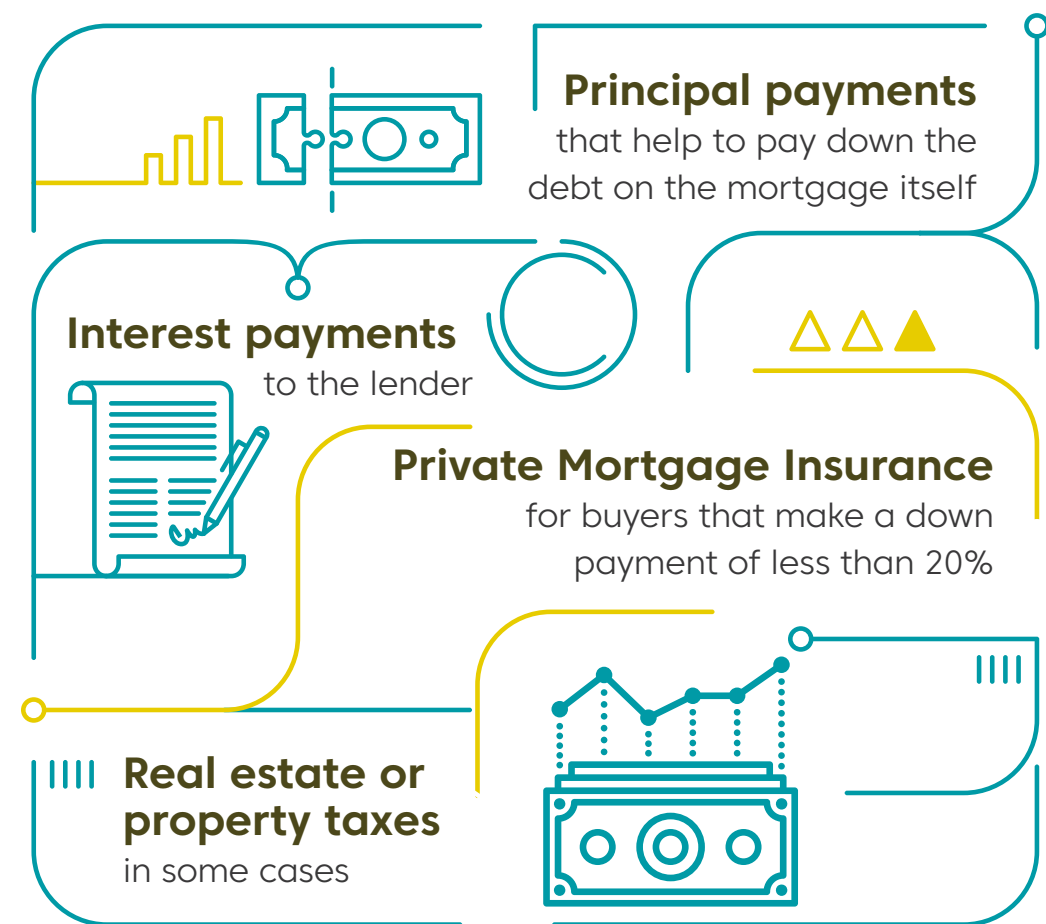 Principal payments
that help to pay down the
debt on the mortgage itself
Interest payments
to the lender
Private Mortgage Insurance
for buyers that make a down
payment of less than 20%
Real estate or
property taxes
in some cases